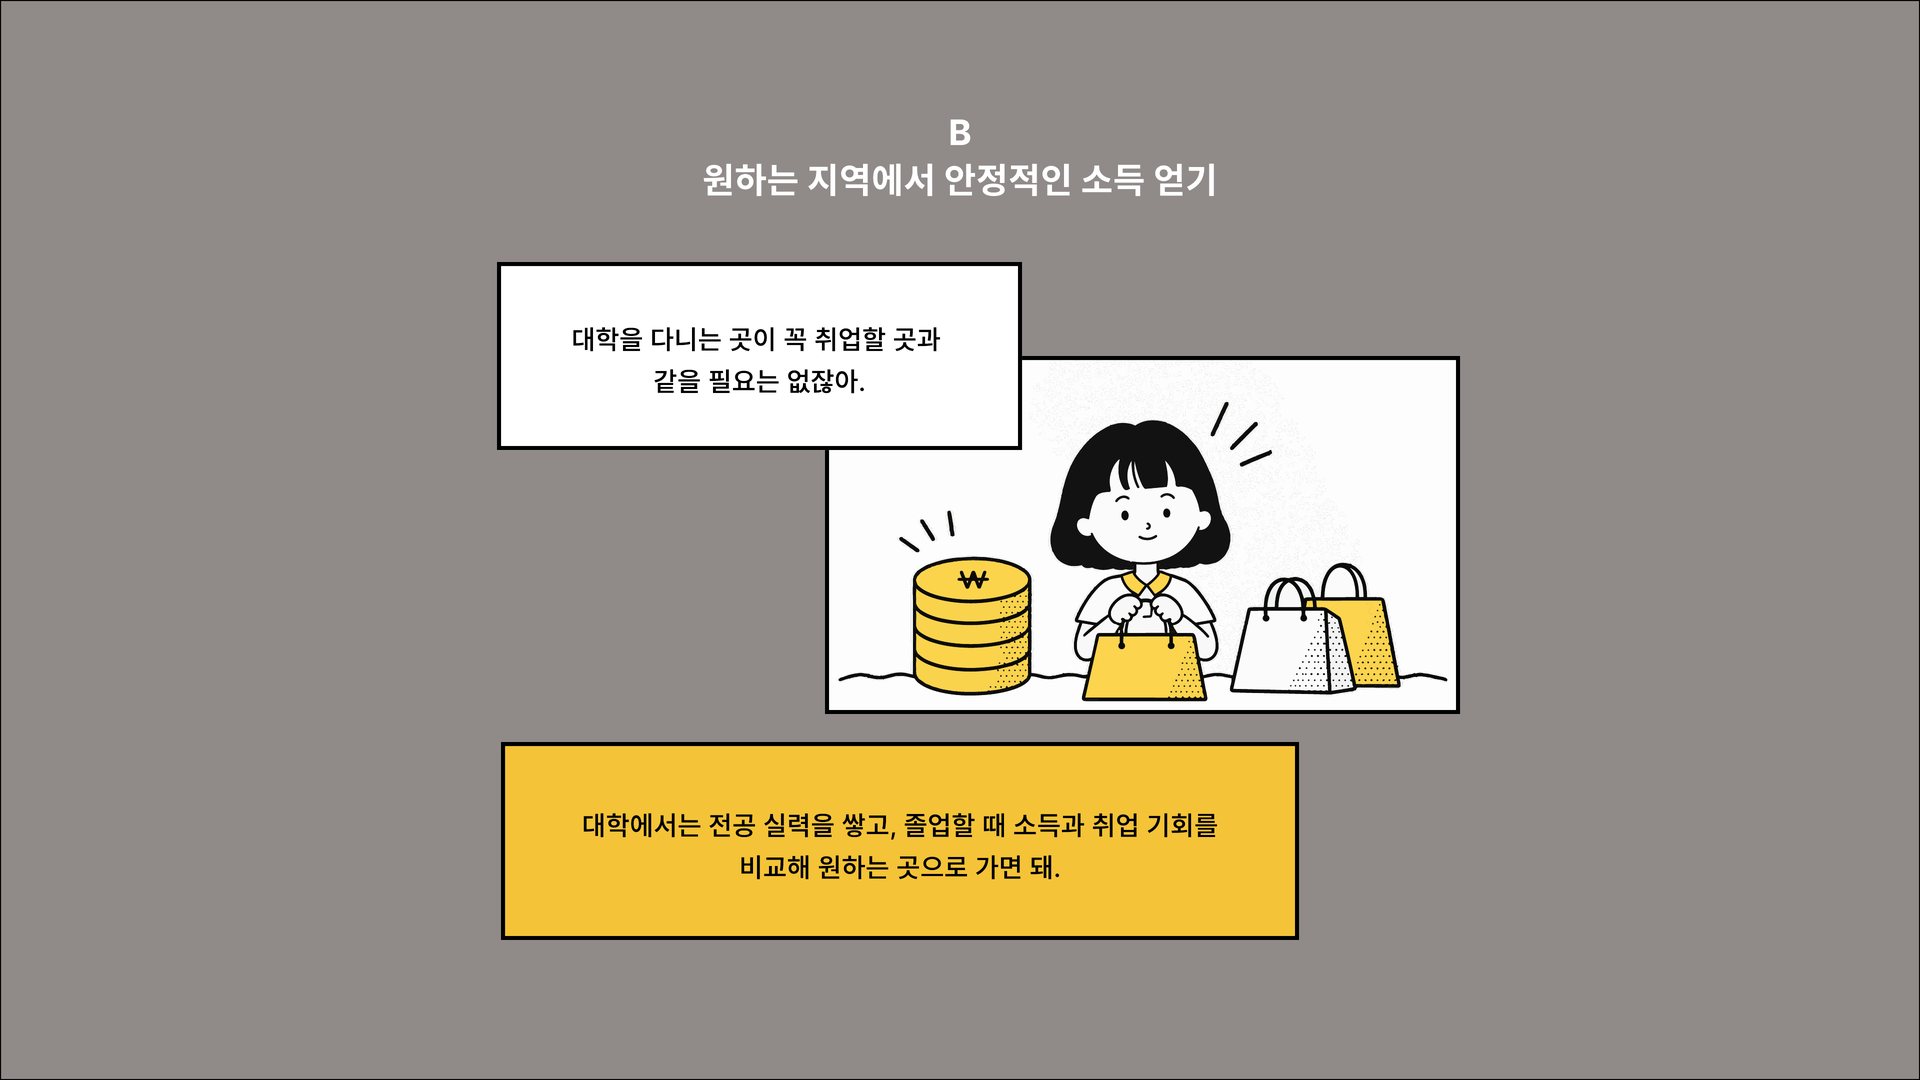 B
원하는 지역에서 안정적인 소득 얻기
대학을 다니는 곳이 꼭 취업할 곳과
같을 필요는 없잖아.
₩
대학에서는 전공 실력을 쌓고, 졸업할 때 소득과 취업 기회를
비교해 원하는 곳으로 가면 돼.